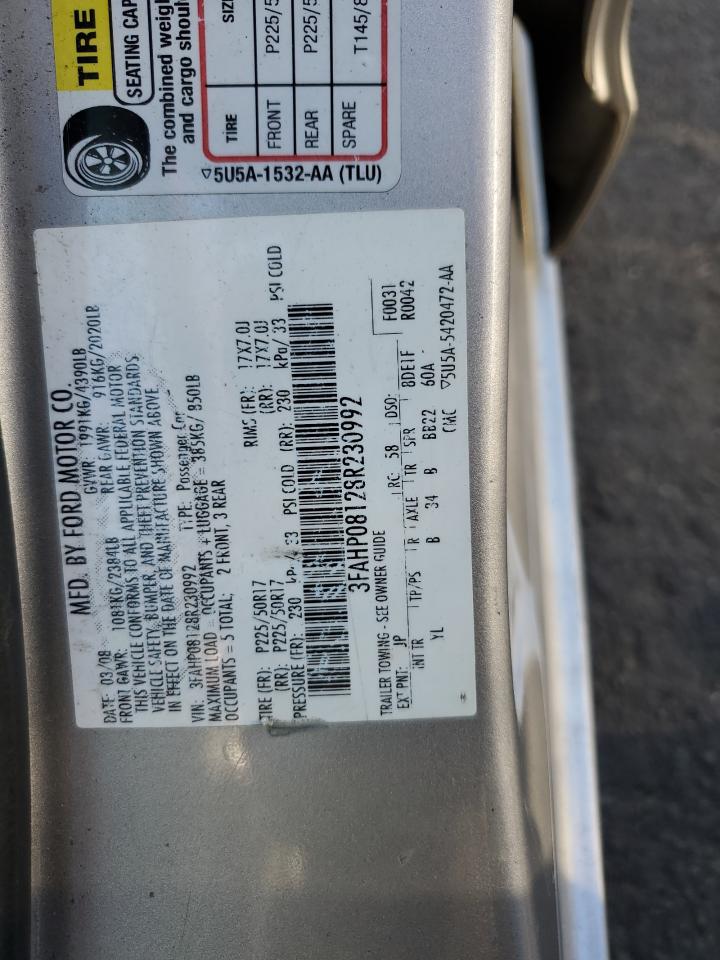 TIRE
SEATING CAP
The combined weigh
and cargo shoul
TIRE SIZ
FRONT P225/5
REAR P225/5
SPARE T145/8
5U5A-1532-AA (TLU)
MFD. BY FORD MOTOR CO.
DATE: 03/08 GVWR: 1991KG/4390LB
FRONT GAWR: 1081KG/2384LB REAR GAWR: 916KG/2020LB
THIS VEHICLE CONFORMS TO ALL APPLICABLE FEDERAL MOTOR
VEHICLE SAFETY, BUMPER, AND THEFT PREVENTION STANDARDS
IN EFFECT ON THE DATE OF MANUFACTURE SHOWN ABOVE.
VIN: 3FAHP08128R230992 TYPE: Passenger Car
MAXIMUM LOAD = OCCUPANTS + LUGGAGE = 385KG/ 850LB
OCCUPANTS = 5 TOTAL; 2 FRONT, 3 REAR
TIRE (FR): P225/50R17 RIMS (FR): 17X7.0J
(RR): P225/50R17 (RR): 17X7.0J
PRESSURE (FR): 230 kPa/ 33 PSI COLD (RR): 230 kPa/ 33 PSI COLD
3FAHP08128R230992
TRAILER TOWING - SEE OWNER GUIDE
F0031
R0042
EXT PNT: JP RC: 58 DSO: 8DE1F
INT TR TP/PS R AXLE TR SPR 60A
YL B 34 B BB22
CMC 5U5A-5420472-AA